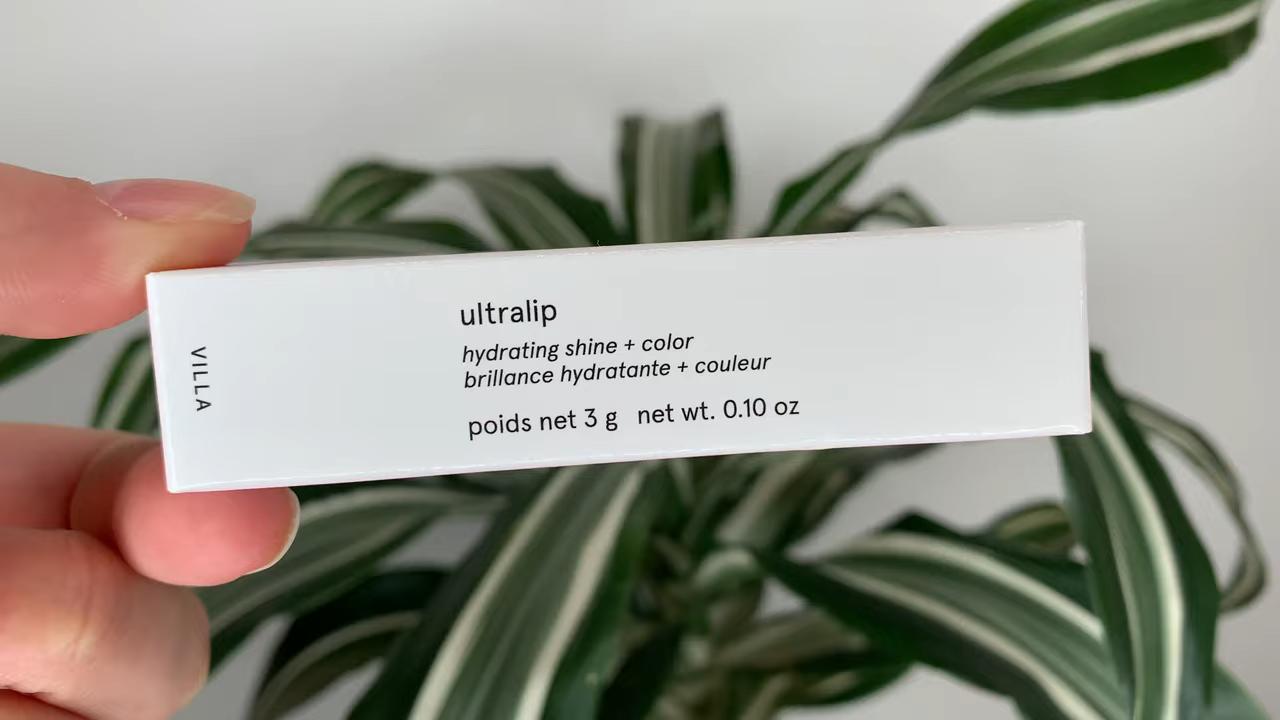 VILLA
ultralip
hydrating shine + color
brillance hydratante + couleur
poids net 3 g net wt. 0.10 oz